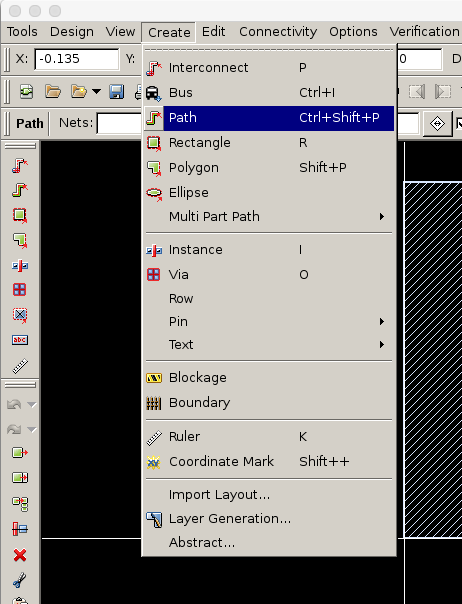 Tools Design View Create Edit Connectivity Options Verification
X: -0.135 Y: 0 D
Path Nets:
Interconnect P
Bus Ctrl+I
Path Ctrl+Shift+P
Rectangle R
Polygon Shift+P
Ellipse
Multi Part Path
Instance I
Via O
Row
Pin
Text
abc
Blockage
Boundary
Ruler K
Coordinate Mark Shift++
Import Layout...
Layer Generation...
Abstract...